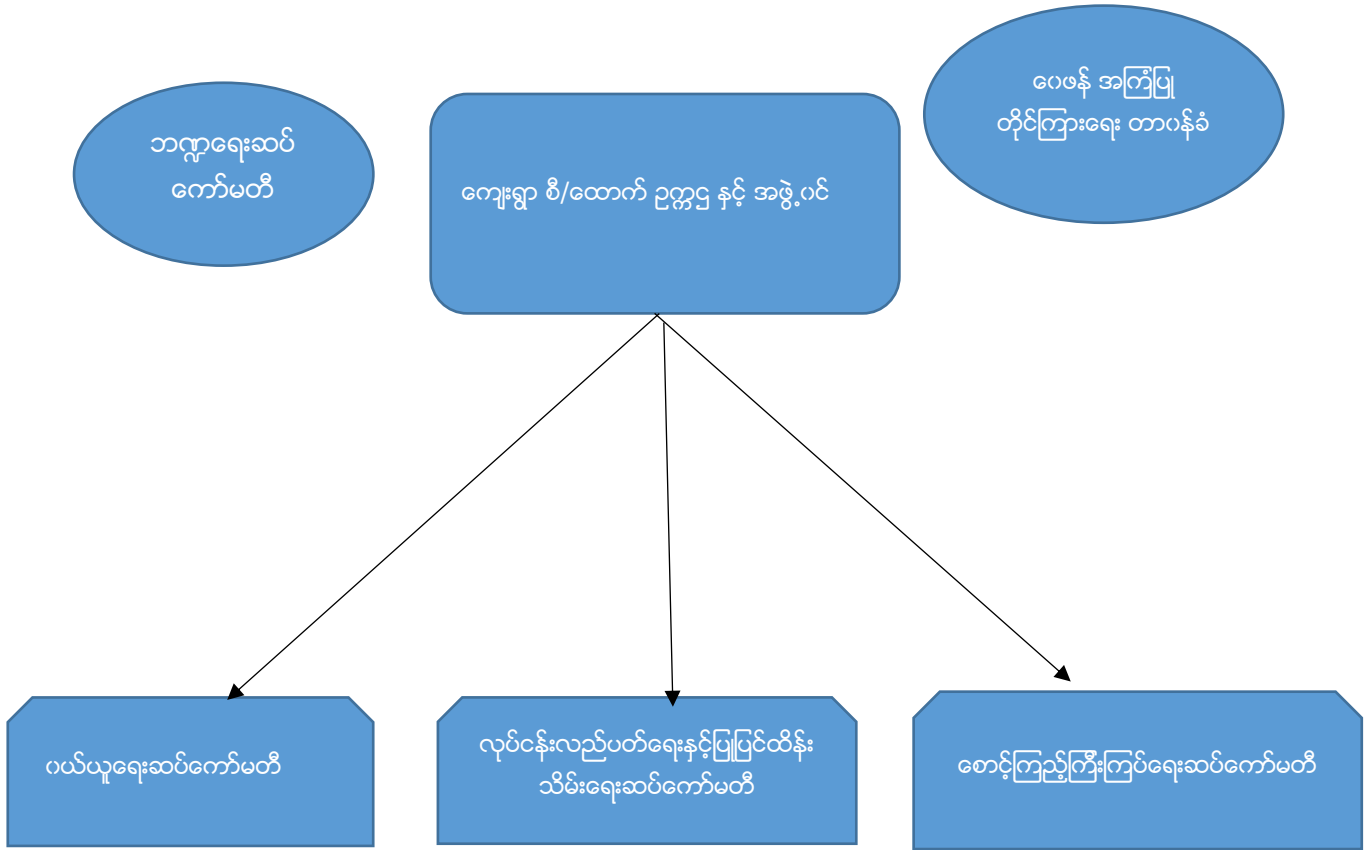 ဘဏ္ဍရေးဆပ်
ကော်မတီ
ကျေးရွာ စီ/ထောက် ဥက္ကဌ နှင့် အဖွဲ့ဝင်
ဝေဖန် အကြံပြု
တိုင်ကြားရေး တာဝန်ခံ
ဝယ်ယူရေးဆပ်ကော်မတီ
လုပ်ငန်းလည်ပတ်ရေးနှင့်ပြုပြင်ထိန်း
သိမ်းရေးဆပ်ကော်မတီ
စောင့်ကြည့်ကြီးကြပ်ရေးဆပ်ကော်မတီ